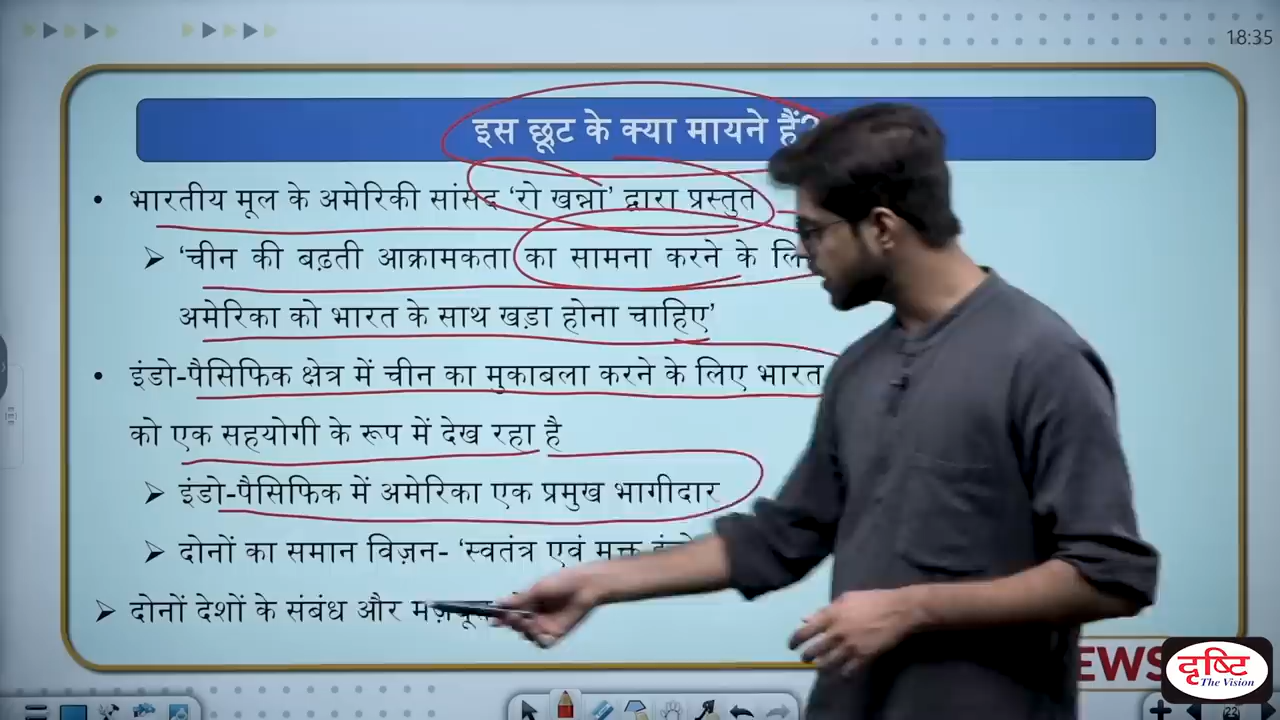 18:35
इस छूट के क्या मायने हैं?
• भारतीय मूल के अमेरिकी सांसद ‘रो खन्ना’ द्वारा प्रस्तुत
➤ ‘चीन की बढ़ती आक्रामकता का सामना करने के
अमेरिका को भारत के साथ खड़ा होना चाहिए’
• इंडो-पैसिफिक क्षेत्र में चीन का मुकाबला करने के लिए भारत
को एक सहयोगी के रूप में देख रहा है
➤ इंडो-पैसिफिक में अमेरिका एक प्रमुख भागीदार
➤ दोनों का समान विज़न- ‘स्वतंत्र एवं
➤ दोनों देशों के संबंध और
दृष्टि
The Vision
22